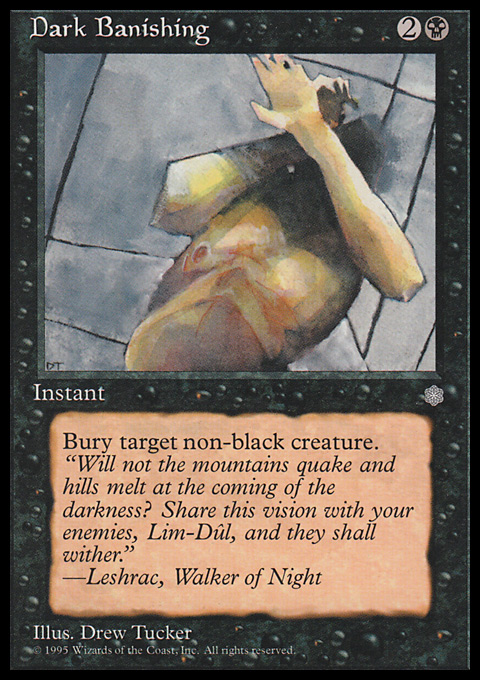 Dark Banishing 2
DT
Instant
Bury target non-black creature.
“Will not the mountains quake and
hills melt at the coming of the
darkness? Share this vision with your
enemies, Lim-Dûl, and they shall
wither.”
—Leshrac, Walker of Night
Illus. Drew Tucker
© 1995 Wizards of the Coast, Inc. All rights reserved.